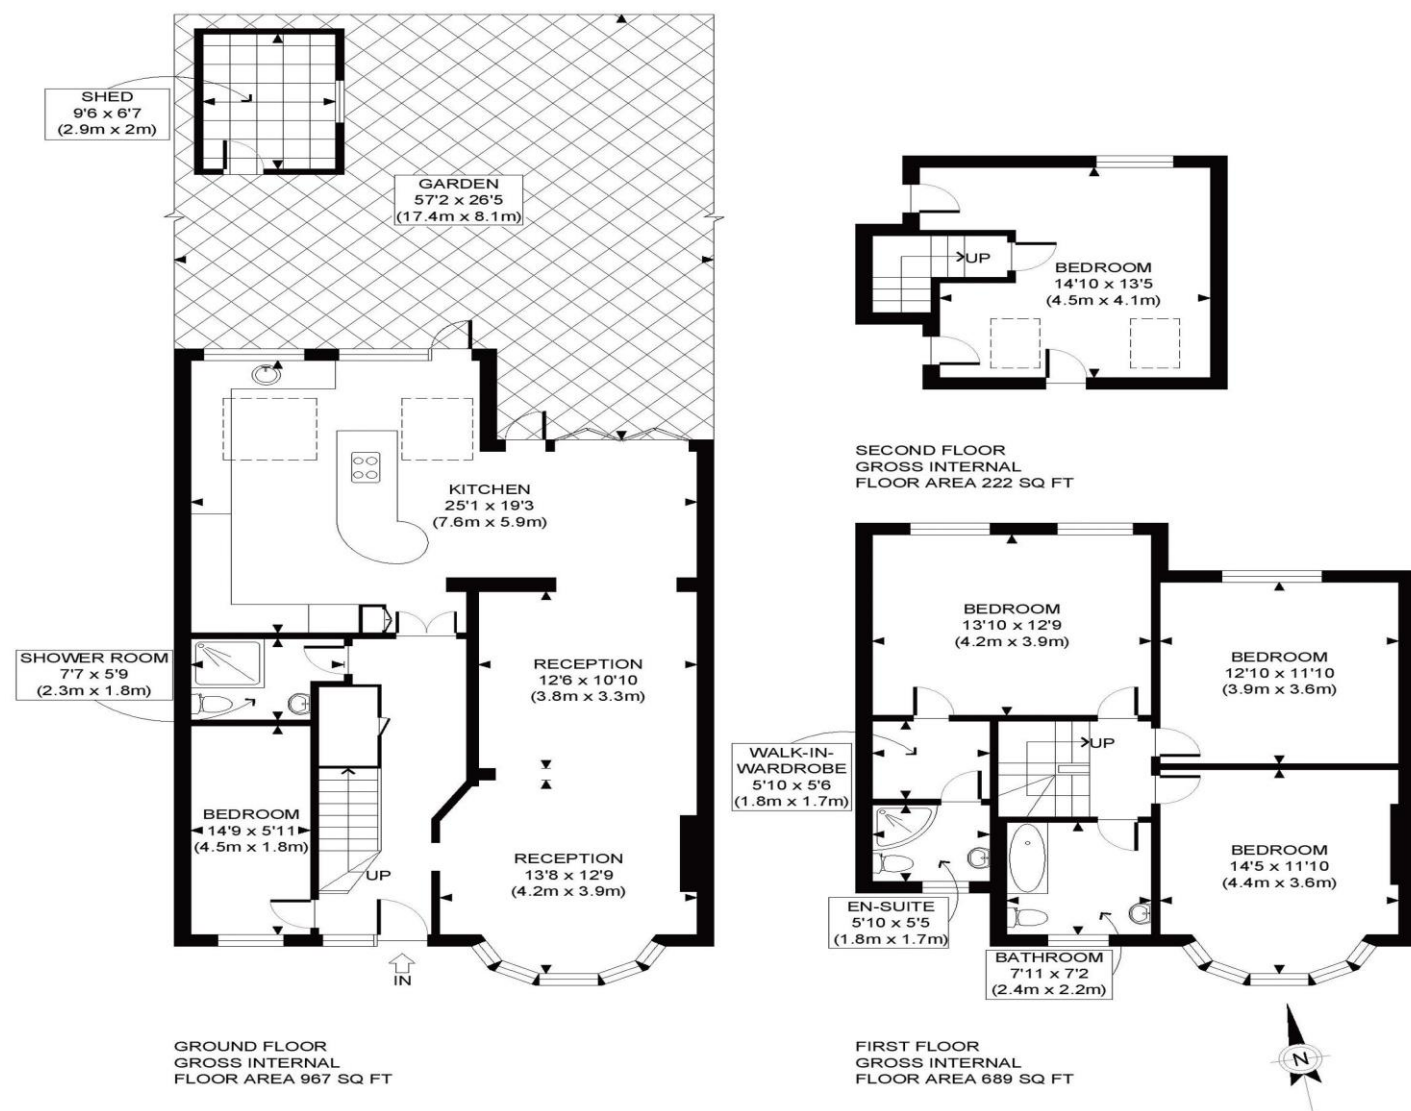 SHED
9'6 x 6'7
(2.9m x 2m)
GARDEN
57'2 x 26'5
(17.4m x 8.1m)
KITCHEN
25'1 x 19'3
(7.6m x 5.9m)
SHOWER ROOM
7'7 x 5'9
(2.3m x 1.8m)
RECEPTION
12'6 x 10'10
(3.8m x 3.3m)
BEDROOM
14'9 x 5'11
(4.5m x 1.8m)
UP
RECEPTION
13'8 x 12'9
(4.2m x 3.9m)
IN
GROUND FLOOR
GROSS INTERNAL
FLOOR AREA 967 SQ FT
UP
BEDROOM
14'10 x 13'5
(4.5m x 4.1m)
SECOND FLOOR
GROSS INTERNAL
FLOOR AREA 222 SQ FT
BEDROOM
13'10 x 12'9
(4.2m x 3.9m)
BEDROOM
12'10 x 11'10
(3.9m x 3.6m)
WALK-IN-
WARDROBE
5'10 x 5'6
(1.8m x 1.7m)
UP
BEDROOM
14'5 x 11'10
(4.4m x 3.6m)
EN-SUITE
5'10 x 5'5
(1.8m x 1.7m)
BATHROOM
7'11 x 7'2
(2.4m x 2.2m)
FIRST FLOOR
GROSS INTERNAL
FLOOR AREA 689 SQ FT
N